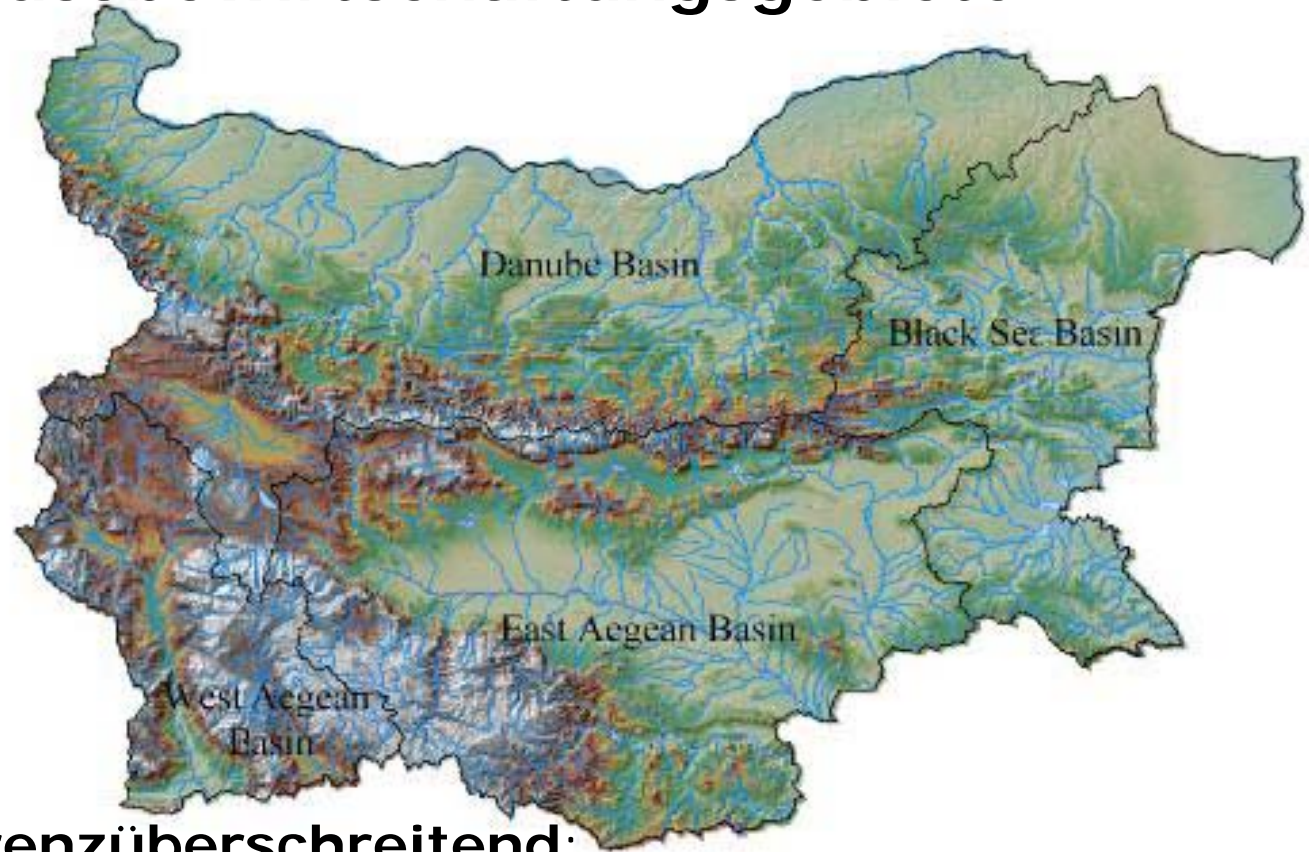 Danube Basin
Black Sea Basin
East Aegean Basin
West Aegean
Basin
renzüberschreitend: